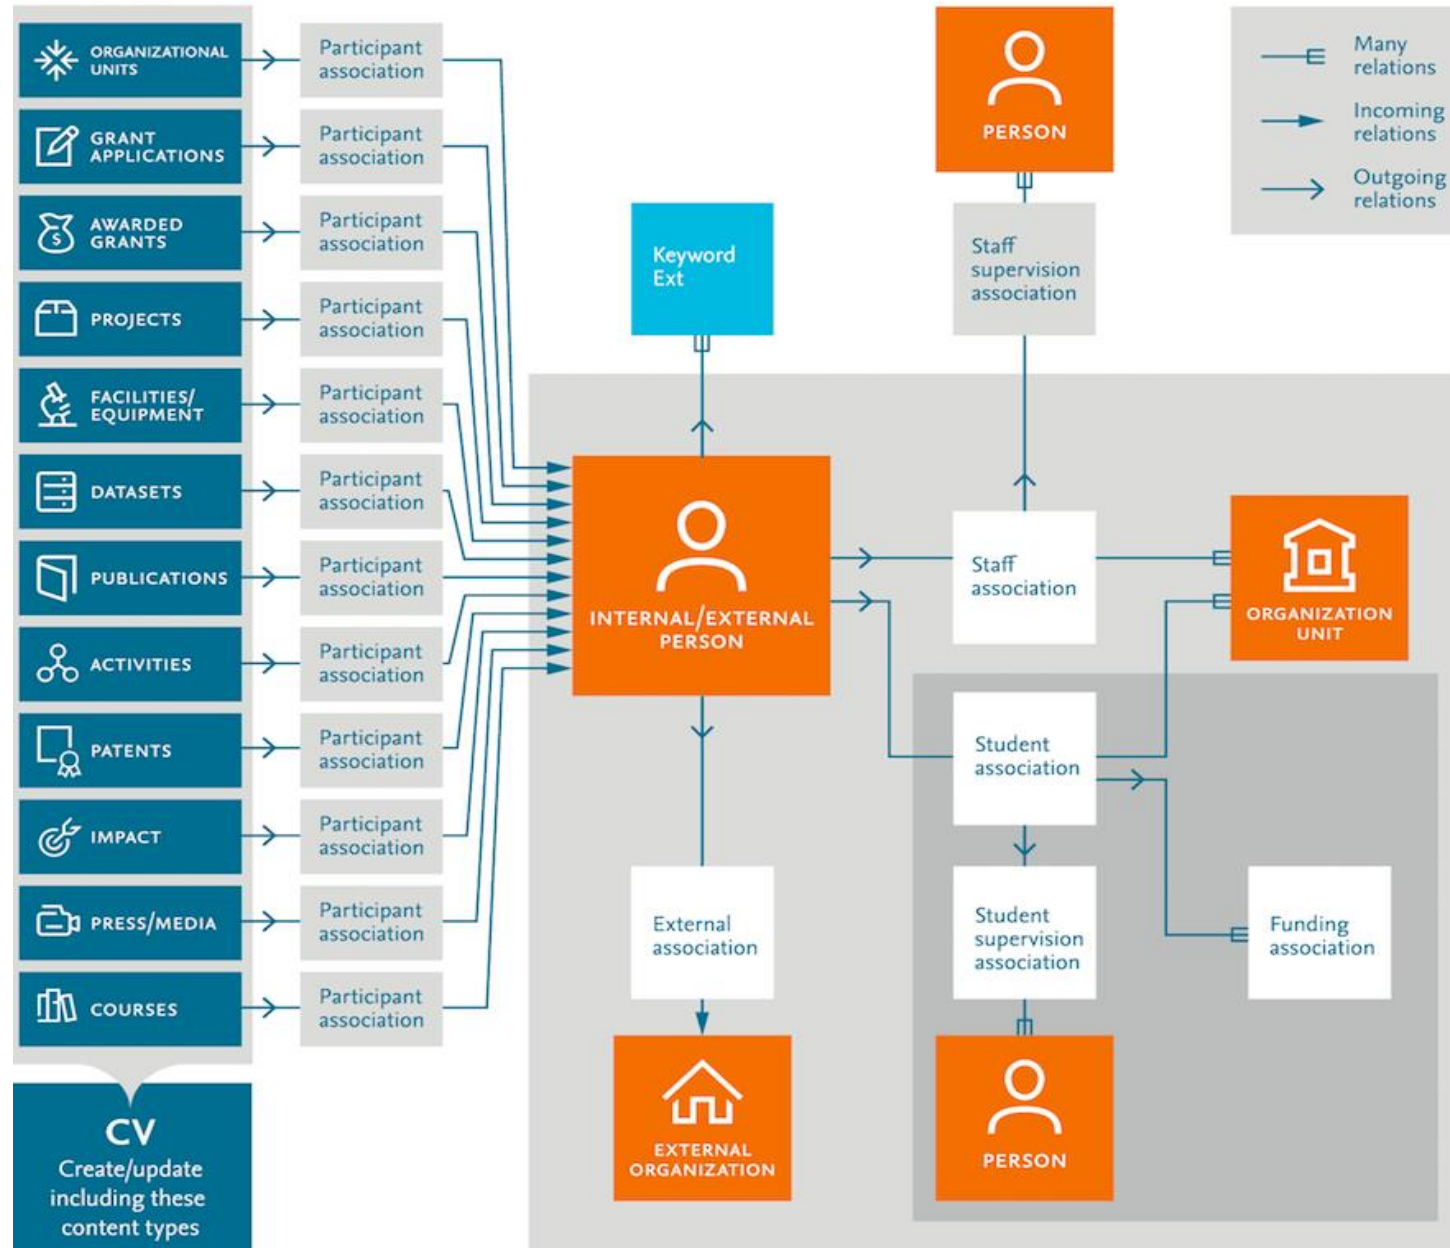 ORGANIZATIONAL
UNITS
Participant
association
GRANT
APPLICATIONS
Participant
association
AWARDED
GRANTS
Participant
association
PROJECTS
Participant
association
FACILITIES/
EQUIPMENT
Participant
association
DATASETS
Participant
association
PUBLICATIONS
Participant
association
ACTIVITIES
Participant
association
PATENTS
Participant
association
IMPACT
Participant
association
PRESS/MEDIA
Participant
association
COURSES
Participant
association
CV
Create/update
including these
content types
Keyword
Ext
INTERNAL/EXTERNAL
PERSON
External
association
EXTERNAL
ORGANIZATION
PERSON
Staff
supervision
association
Staff
association
Student
association
Student
supervision
association
PERSON
ORGANIZATION
UNIT
Funding
association
Many
relations
Incoming
relations
Outgoing
relations